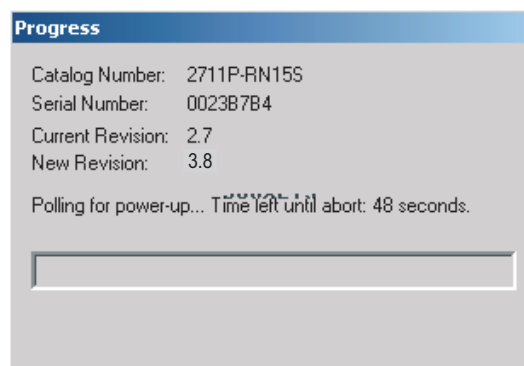 Progress
Catalog Number: 2711P-RN15S
Serial Number: 0023B7B4
Current Revision: 2.7
New Revision: 3.8
Polling for power-up... Time left until abort: 48 seconds.